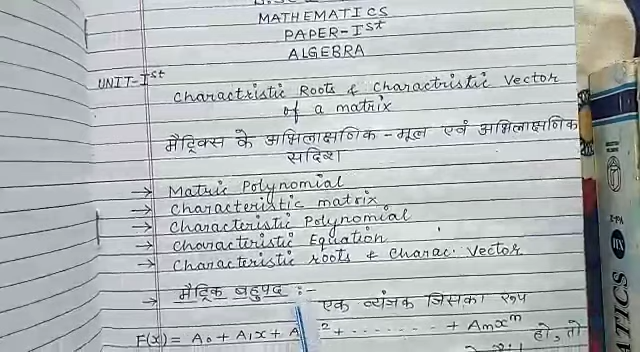 MATHEMATICS
PAPER-Ist
ALGEBRA
UNIT-Ist
Charactristic Roots & Charactristic Vector
of a matrix
मैट्रिक्स के अभिलाक्षणिक-मूल एवं अभिलाक्षणिक
सदिश।
→ Matric Polynomial
→ Characteristic matrix
→ Characteristic Polynomial
→ Characteristic Equation
→ Characteristic roots & Charac. Vector
→ मैट्रिक बहुपद :-
एक व्यंजक जिसका रूप
F(x) = A₀ + A₁x + A 2 + ........ + Amxᵐ हो, तो